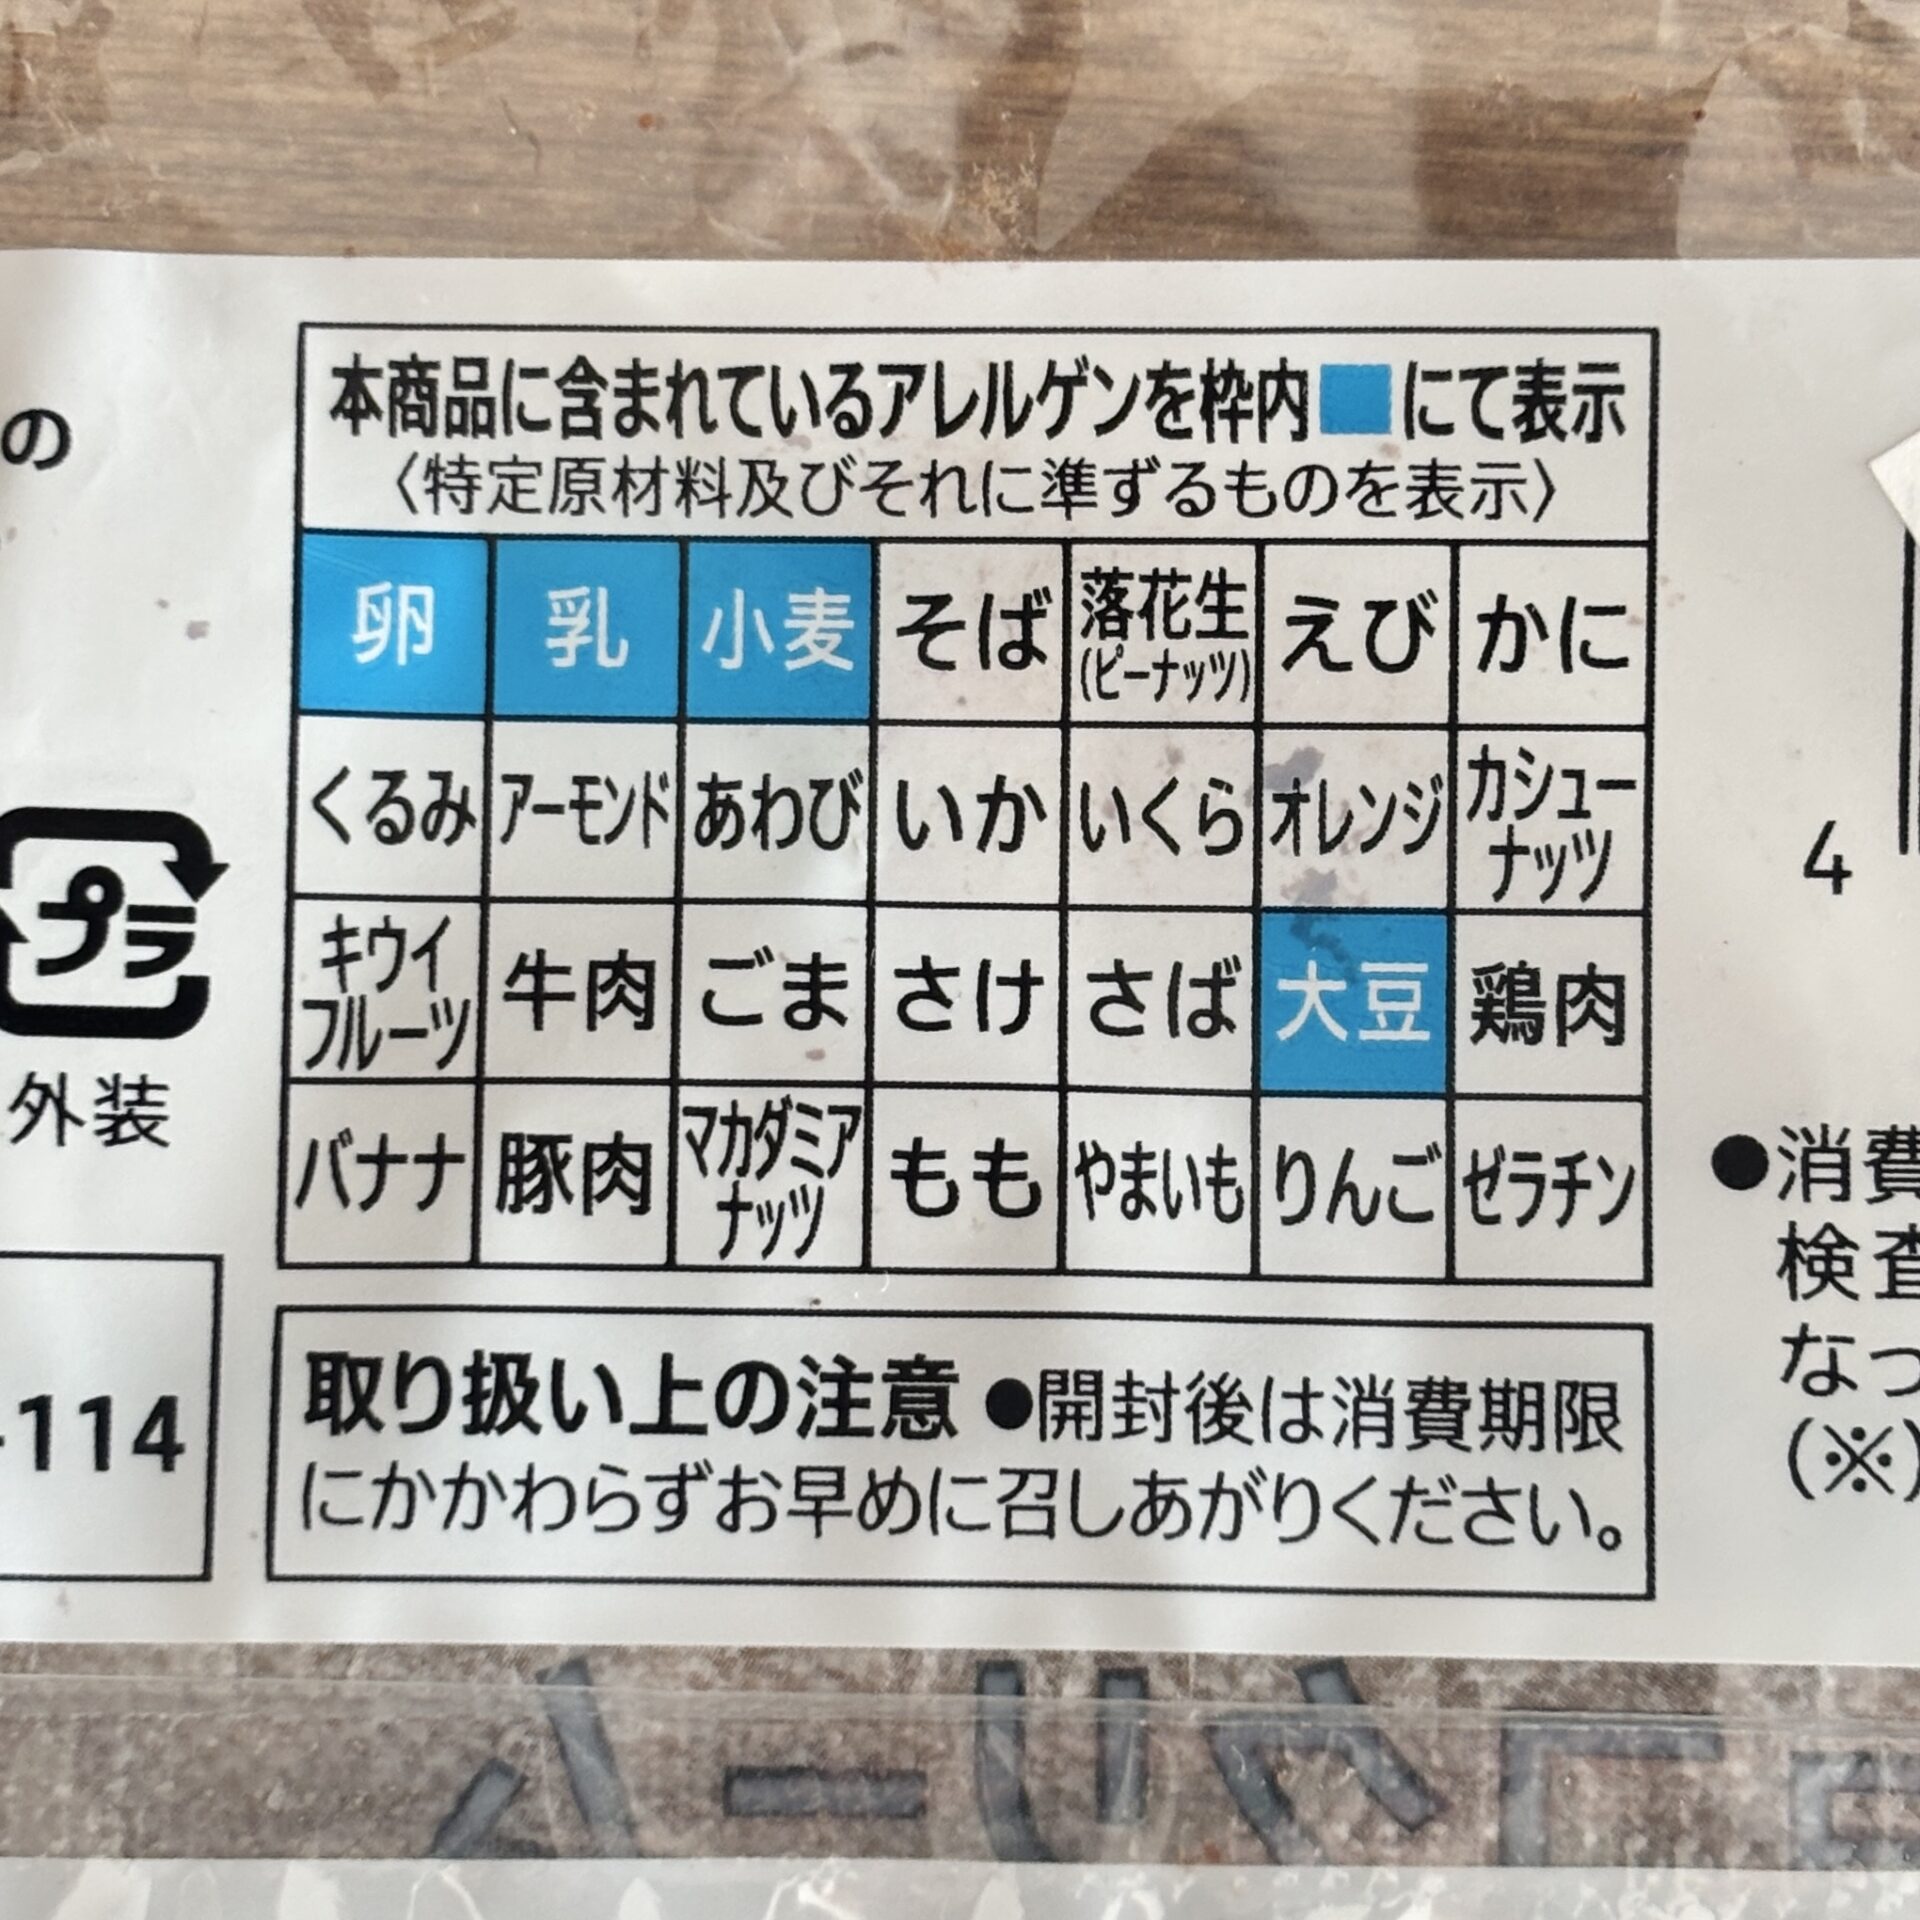 の
本商品に含まれているアレルゲンを枠内■にて表示
〈特定原材料及びそれに準ずるものを表示〉
卵 乳 小麦 そば 落花生(ピーナッツ) えび かに
くるみ アーモンド あわび いか いくら オレンジ カシューナッツ
キウイフルーツ 牛肉 ごま さけ さば 大豆 鶏肉
バナナ 豚肉 マカダミアナッツ もも やまいも りんご ゼラチン
プラ
外装
-114
取り扱い上の注意 ●開封後は消費期限
にかかわらずお早めに召しあがりください。
4
●消費
検査
なっ
(※)